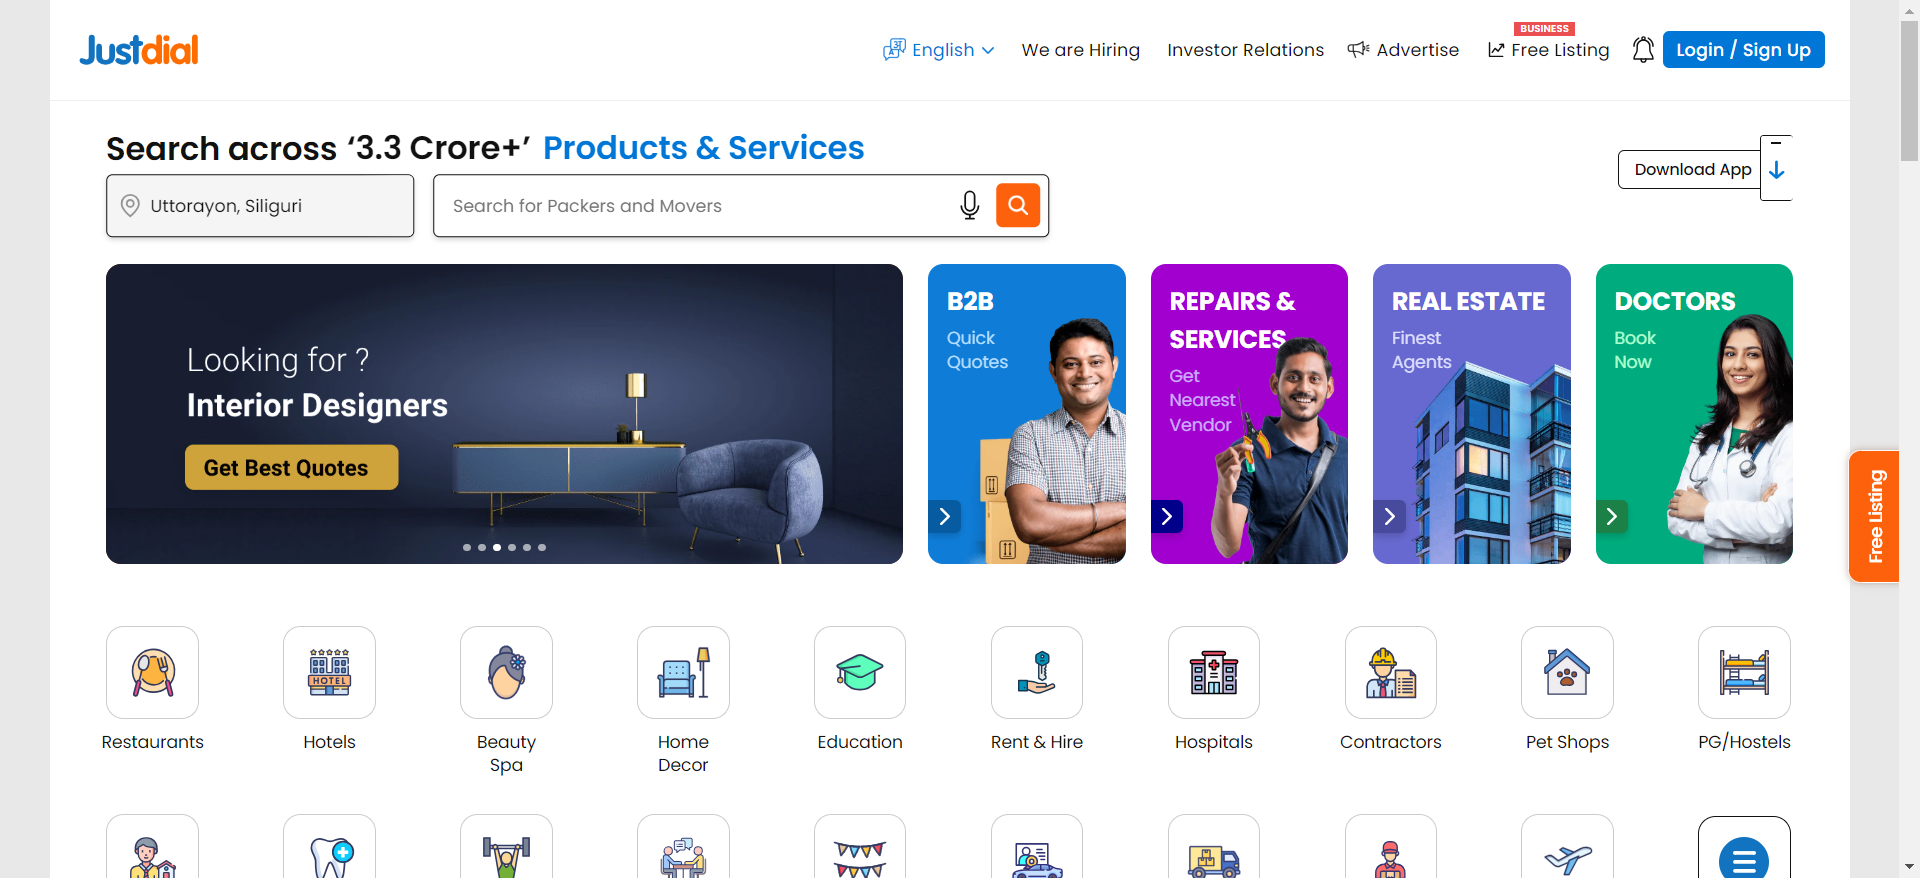 Justdial
English
We are Hiring
Investor Relations
Advertise
BUSINESS
Free Listing
Login / Sign Up
Search across ‘3.3 Crore+’ Products & Services
Download App
Uttorayon, Siliguri
Search for Packers and Movers
Looking for ?
Interior Designers
Get Best Quotes
B2B
Quick
Quotes
REPAIRS &
SERVICES
Get
Nearest
Vendor
REAL ESTATE
Finest
Agents
DOCTORS
Book
Now
Free Listing
HOTEL
Restaurants
Hotels
Beauty
Spa
Home
Decor
Education
Rent & Hire
Hospitals
Contractors
Pet Shops
PG/Hostels